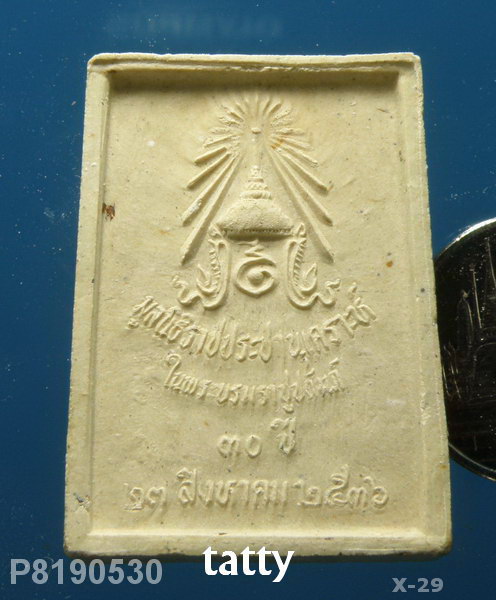 มูลนิธิราชประชานุเคราะห์
ในพระบรมราชูปถัมภ์
๓๐ ปี
๒๓ สิงหาคม ๒๕๓๖
tatty
P8190530
X-29